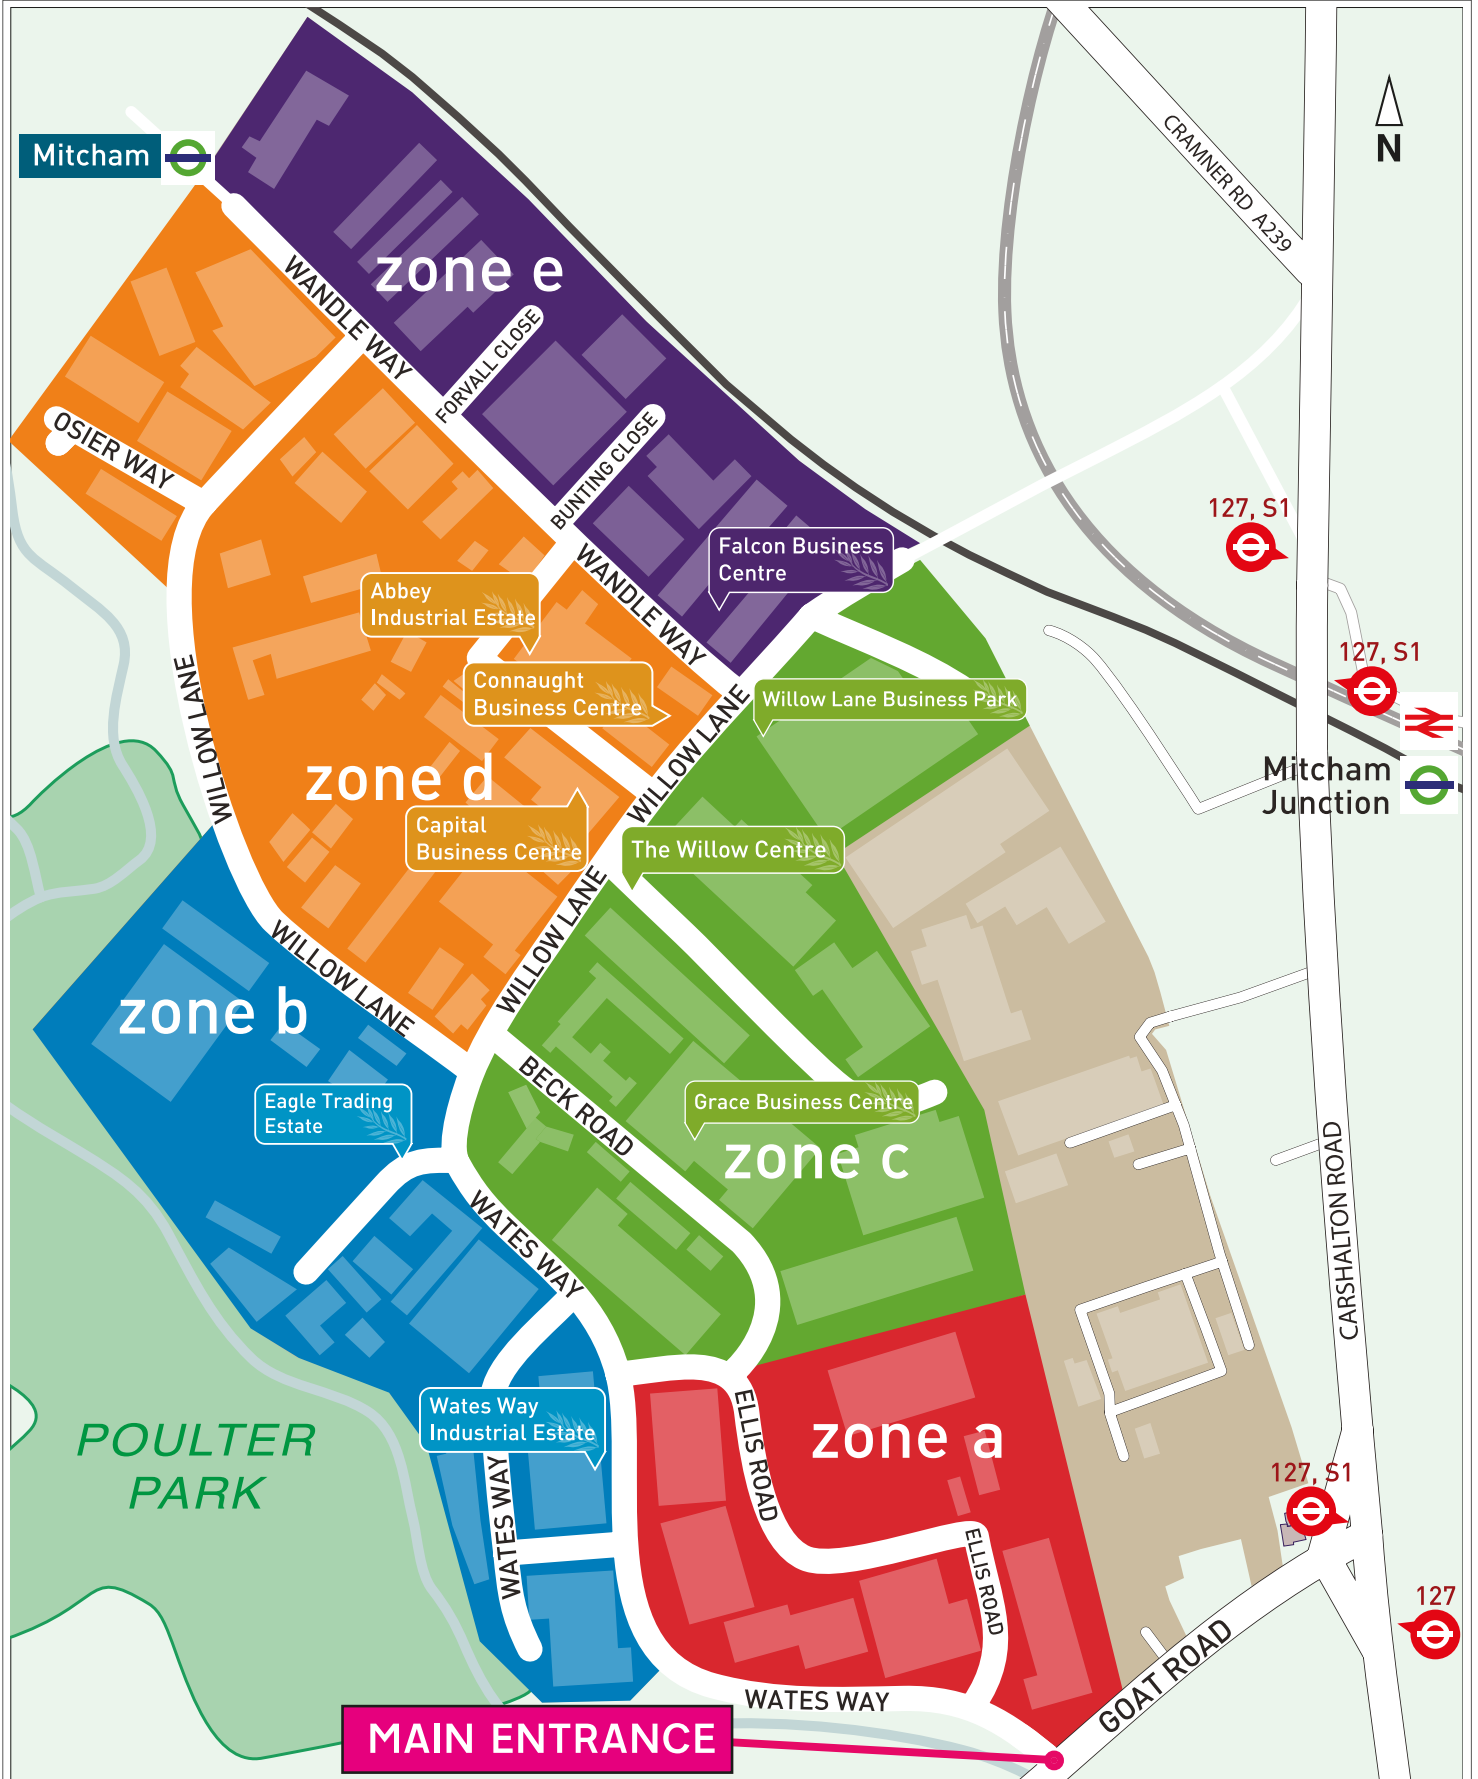 Mitcham
N
CRAMNER RD A239
zone e
WANDLE WAY
FORVALL CLOSE
BUNTING CLOSE
OSIER WAY
127, S1
Falcon Business
Centre
WANDLE WAY
Abbey
Industrial Estate
127, S1
WILLOW LANE
Connaught
Business Centre
Willow Lane Business Park
WILLOW LANE
zone d
Mitcham
Junction
Capital
Business Centre
The Willow Centre
WILLOW LANE
WILLOW LANE
zone b
BECK ROAD
Eagle Trading
Estate
Grace Business Centre
zone c
CARSHALTON ROAD
WATES WAY
Wates Way
Industrial Estate
ELLIS ROAD
zone a
POULTER
PARK
127, S1
WATES WAY
ELLIS ROAD
127
GOAT ROAD
WATES WAY
MAIN ENTRANCE